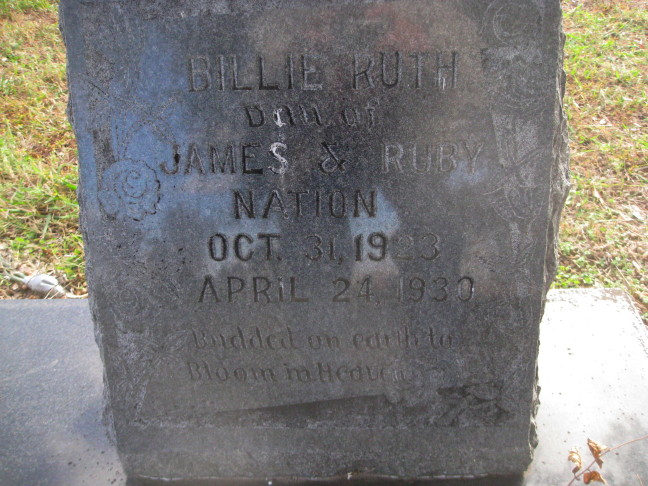 BILLIE RUTH
DAU. OF
JAMES & RUBY
NATION
OCT. 31, 1923
APRIL 24, 1930
Budded on earth to
Bloom in Heaven